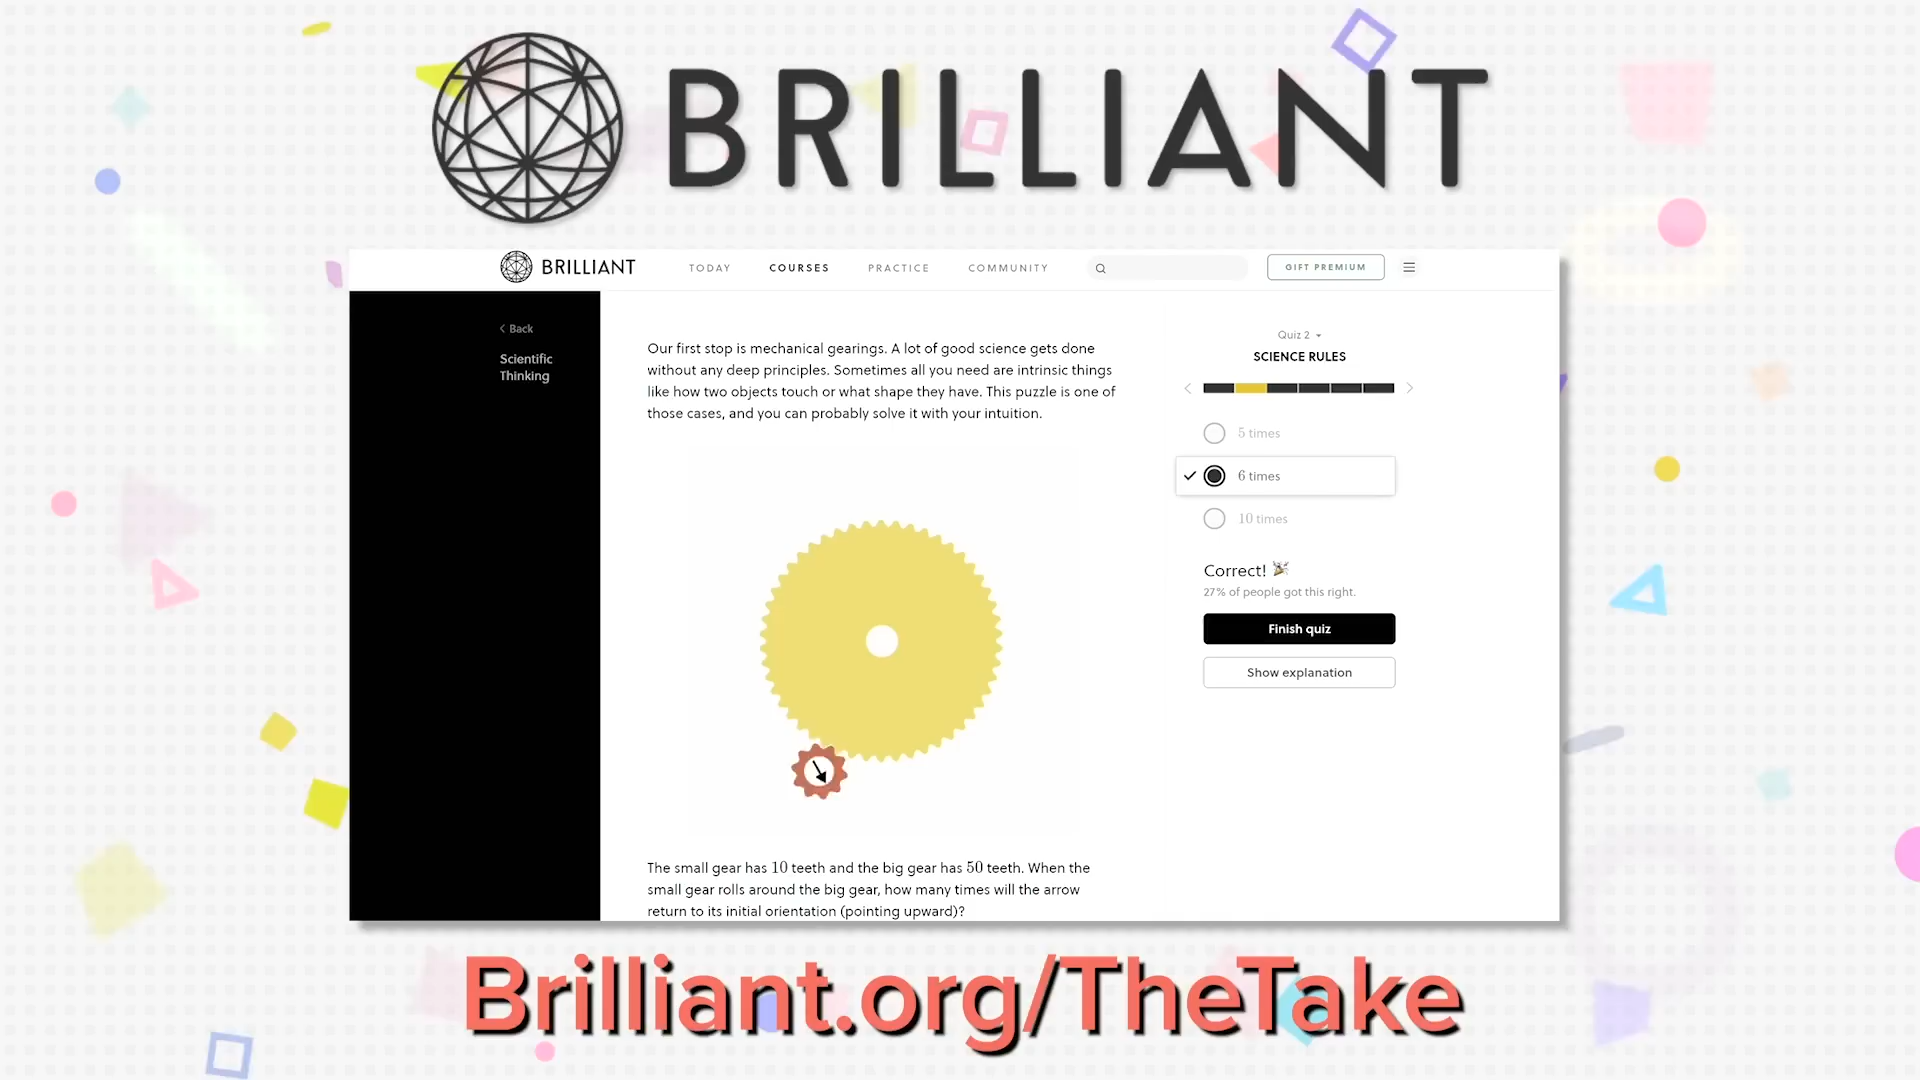 BRILLIANT
BRILLIANT
TODAY
COURSES
PRACTICE
COMMUNITY
GIFT PREMIUM
Back
Scientific
Thinking
Our first stop is mechanical gearings. A lot of good science gets done
without any deep principles. Sometimes all you need are intrinsic things
like how two objects touch or what shape they have. This puzzle is one of
those cases, and you can probably solve it with your intuition.
The small gear has 10 teeth and the big gear has 50 teeth. When the
small gear rolls around the big gear, how many times will the arrow
return to its initial orientation (pointing upward)?
Quiz 2
SCIENCE RULES
5 times
6 times
10 times
Correct! 🎉
27% of people got this right.
Finish quiz
Show explanation
Brilliant.org/TheTake